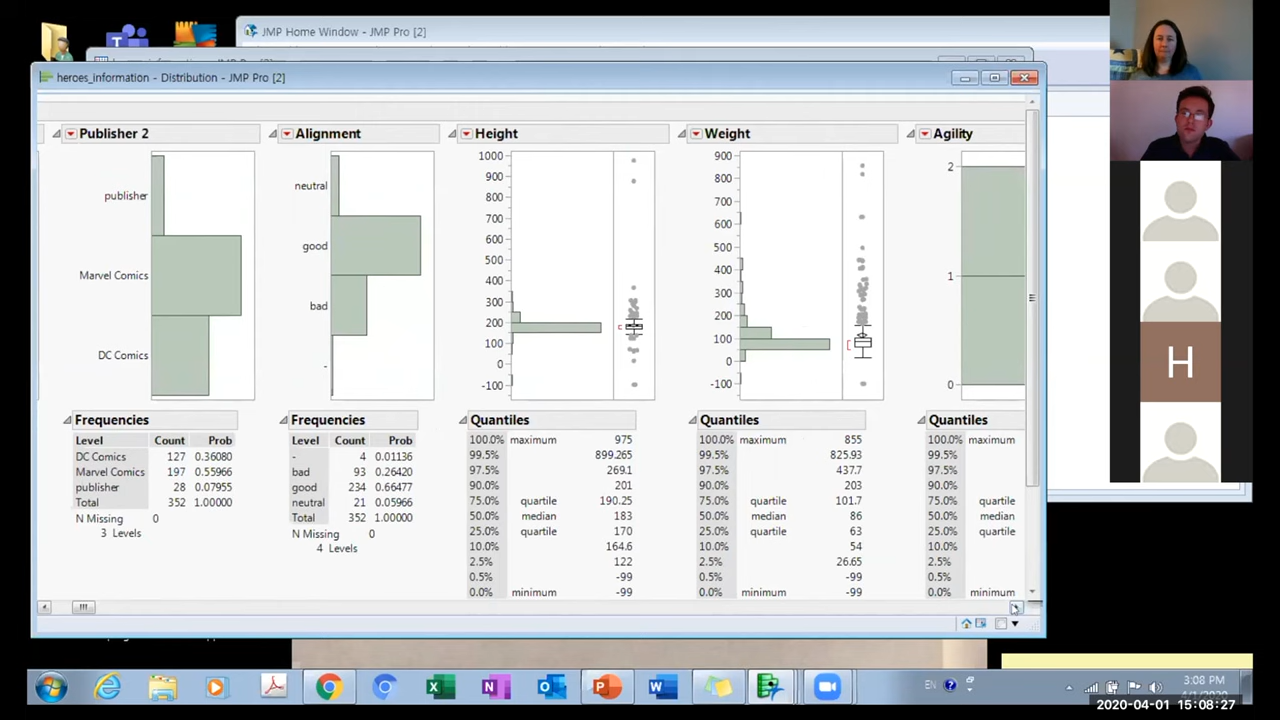 JMP Home Window - JMP Pro [2]
heroes_information - Distribution - JMP Pro [2]
Publisher 2
publisher
Marvel Comics
DC Comics
Frequencies
Level Count Prob
DC Comics 127 0.36080
Marvel Comics 197 0.55966
publisher 28 0.07955
Total 352 1.00000
N Missing 0
3 Levels
Alignment
neutral
good
bad
-
Frequencies
Level Count Prob
- 4 0.01136
bad 93 0.26420
good 234 0.66477
neutral 21 0.05966
Total 352 1.00000
N Missing 0
4 Levels
Height
1000
900
800
700
600
500
400
300
200
100
0
-100
Quantiles
100.0% maximum 975
99.5% 899.265
97.5% 269.1
90.0% 201
75.0% quartile 190.25
50.0% median 183
25.0% quartile 170
10.0% 164.6
2.5% 122
0.5% -99
0.0% minimum -99
Weight
900
800
700
600
500
400
300
200
100
0
-100
Quantiles
100.0% maximum 855
99.5% 825.93
97.5% 437.7
90.0% 203
75.0% quartile 101.7
50.0% median 86
25.0% quartile 63
10.0% 54
2.5% 26.65
0.5% -99
0.0% minimum -99
Agility
2
1
0
Quantiles
100.0% maximum
99.5%
97.5%
90.0%
75.0% quartile
50.0% median
25.0% quartile
10.0%
2.5%
0.5%
0.0% minimum
H
EN
3:08 PM
4/1/2020
2020-04-01 15:08:27